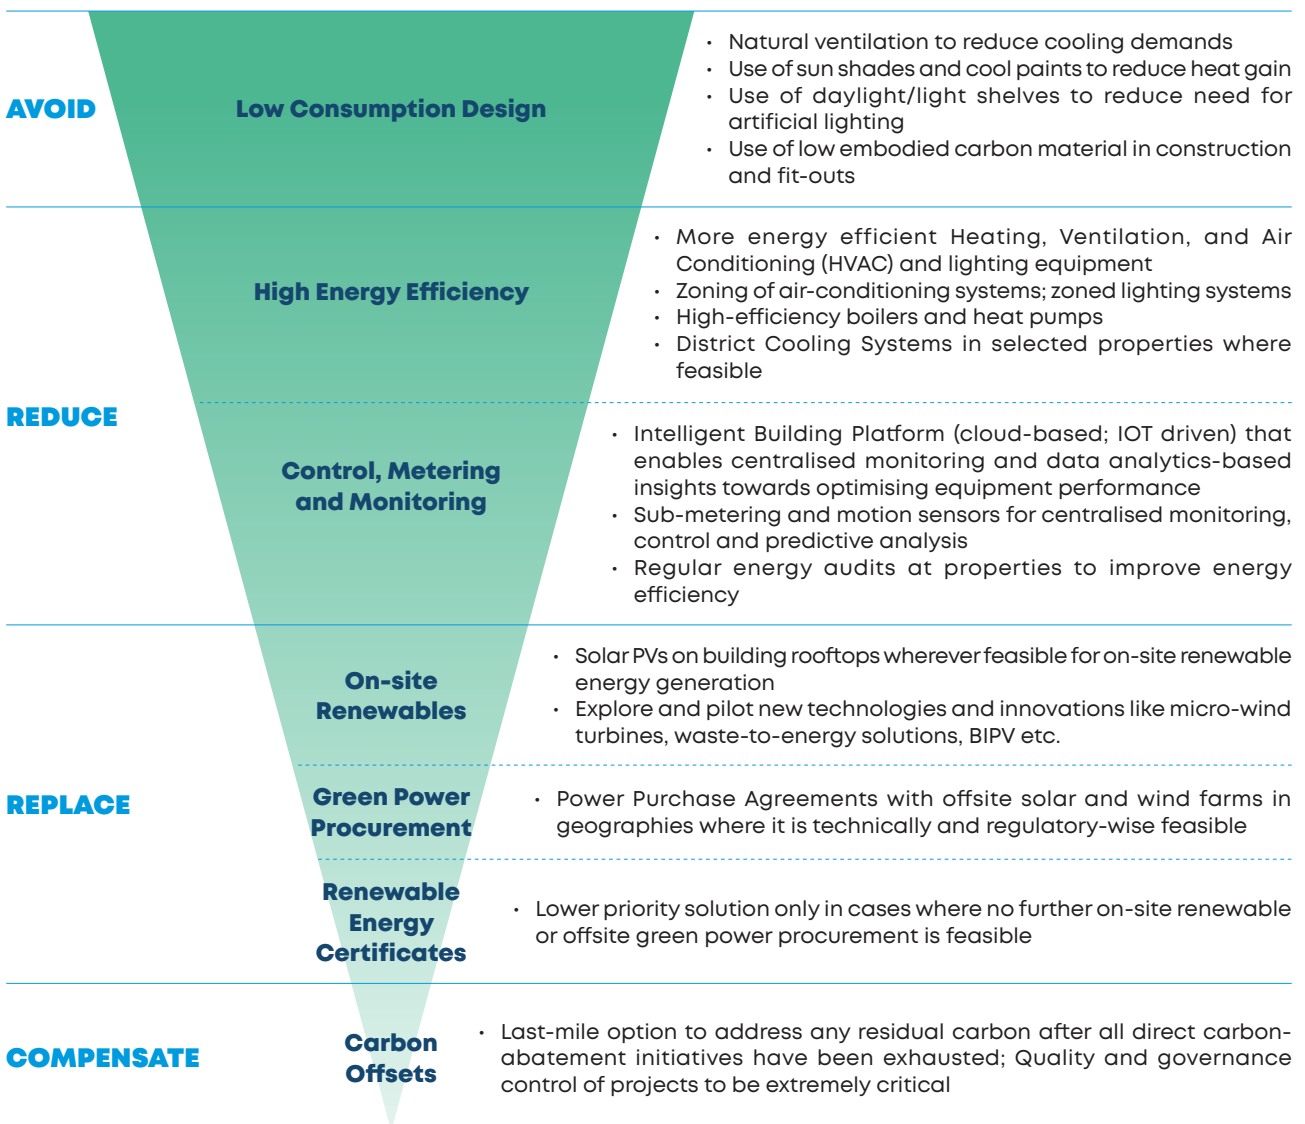 AVOID
Low Consumption Design
• Natural ventilation to reduce cooling demands
• Use of sun shades and cool paints to reduce heat gain
• Use of daylight/light shelves to reduce need for
artificial lighting
• Use of low embodied carbon material in construction
and fit-outs
REDUCE
High Energy Efficiency
• More energy efficient Heating, Ventilation, and Air
Conditioning (HVAC) and lighting equipment
• Zoning of air-conditioning systems; zoned lighting systems
• High-efficiency boilers and heat pumps
• District Cooling Systems in selected properties where
feasible
Control, Metering
and Monitoring
• Intelligent Building Platform (cloud-based; IOT driven) that
enables centralised monitoring and data analytics-based
insights towards optimising equipment performance
• Sub-metering and motion sensors for centralised monitoring,
control and predictive analysis
• Regular energy audits at properties to improve energy
efficiency
REPLACE
On-site
Renewables
• Solar PVs on building rooftops wherever feasible for on-site renewable
energy generation
• Explore and pilot new technologies and innovations like micro-wind
turbines, waste-to-energy solutions, BIPV etc.
Green Power
Procurement
• Power Purchase Agreements with offsite solar and wind farms in
geographies where it is technically and regulatory-wise feasible
Renewable
Energy
Certificates
• Lower priority solution only in cases where no further on-site renewable
or offsite green power procurement is feasible
COMPENSATE
Carbon
Offsets
• Last-mile option to address any residual carbon after all direct carbon-
abatement initiatives have been exhausted; Quality and governance
control of projects to be extremely critical